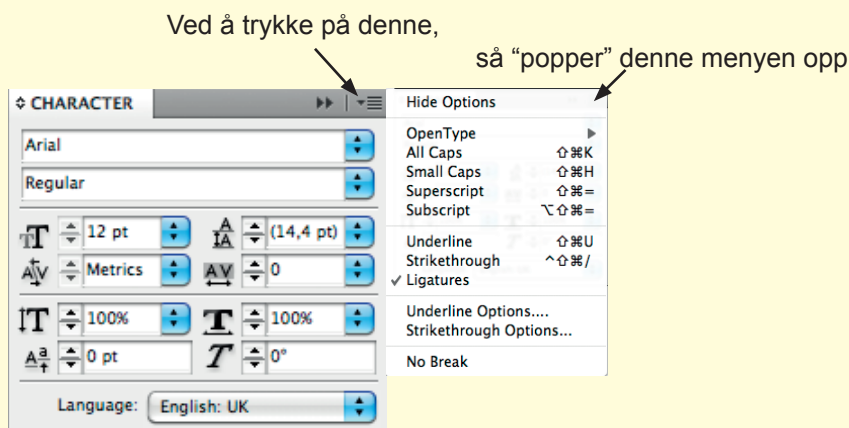 Ved å trykke på denne,
så “popper” denne menyen opp
CHARACTER
Arial
Regular
12 pt
(14,4 pt)
Metrics
0
100%
100%
0 pt
0°
Language: English: UK
Hide Options
OpenType
All Caps ⇧⌘K
Small Caps ⇧⌘H
Superscript ⇧⌘=
Subscript ⌥⇧⌘=
Underline ⇧⌘U
Strikethrough ^⇧⌘/
✓ Ligatures
Underline Options....
Strikethrough Options...
No Break